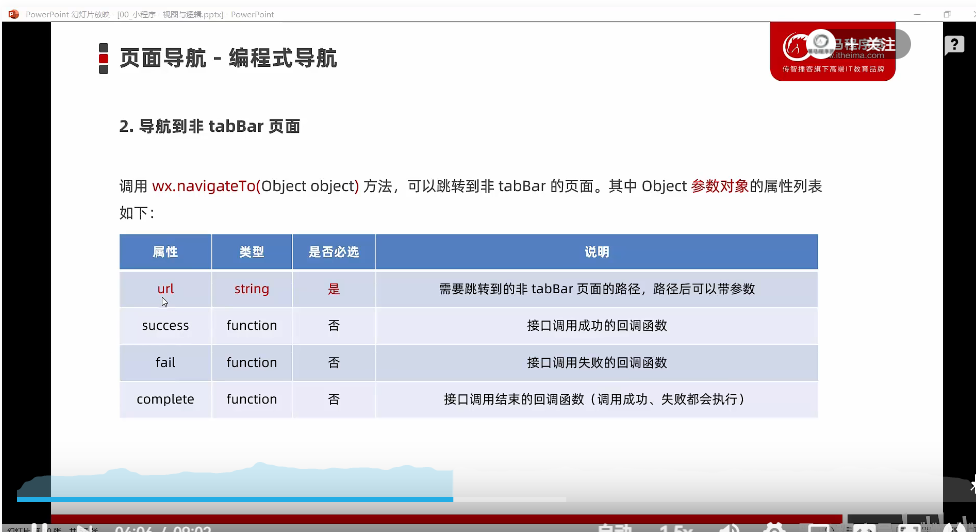 PowerPoint 幻灯片放映 - [00_小程序 - 视图与逻辑.pptx] - PowerPoint
页面导航 - 编程式导航
+ 关注
传智播客旗下高端IT教育品牌
2. 导航到非 tabBar 页面
调用 wx.navigateTo(Object object) 方法，可以跳转到非 tabBar 的页面。其中 Object 参数对象的属性列表
如下：
属性 类型 是否必选 说明
url string 是 需要跳转到的非 tabBar 页面的路径，路径后可以带参数
success function 否 接口调用成功的回调函数
fail function 否 接口调用失败的回调函数
complete function 否 接口调用结束的回调函数（调用成功、失败都会执行）
04:06 / 09:02 自动 1.5x